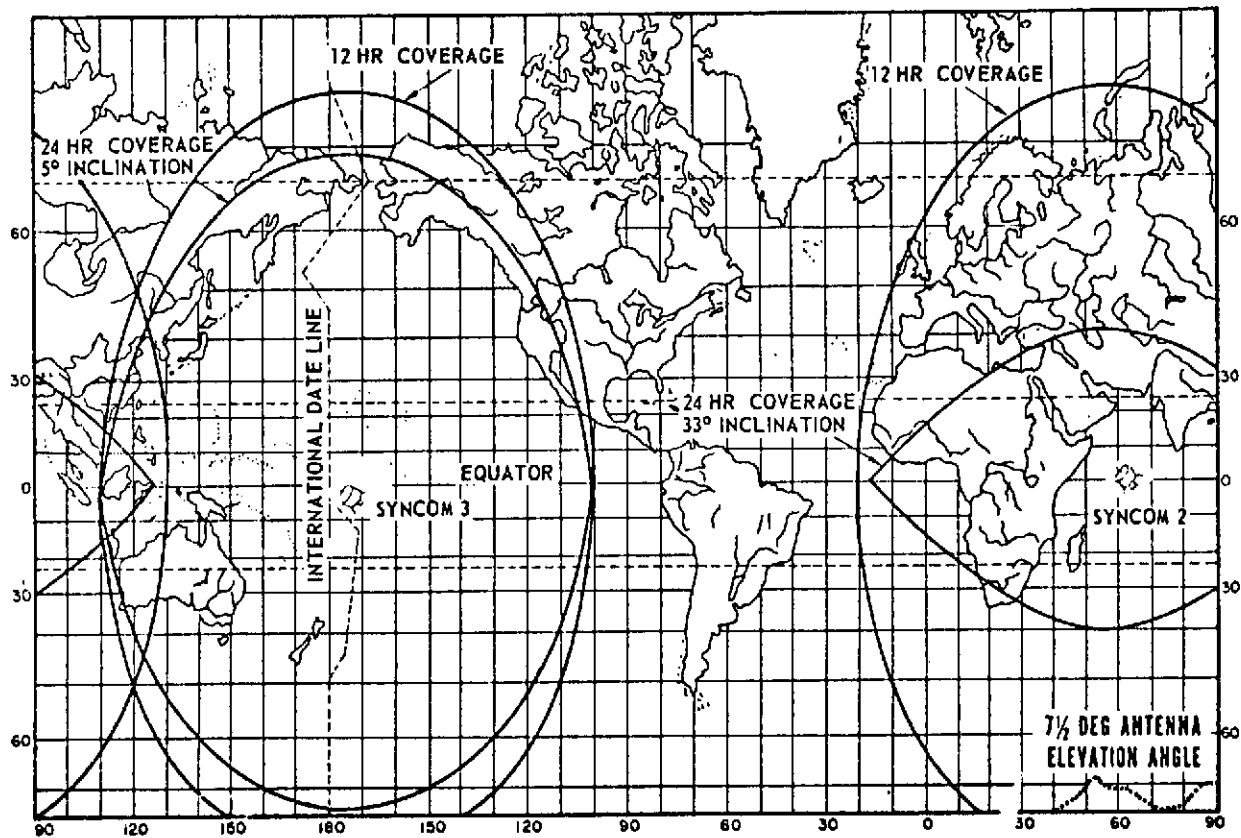 12 HR COVERAGE
12 HR COVERAGE
24 HR COVERAGE
5° INCLINATION
60
60
INTERNATIONAL DATE LINE
30
30
24 HR COVERAGE
33° INCLINATION
EQUATOR
0
0
SYNCOM 3
SYNCOM 2
30
30
60
60
7½ DEG ANTENNA
ELEVATION ANGLE
90 120 150 180 150 120 90 60 30 0 30 60 90